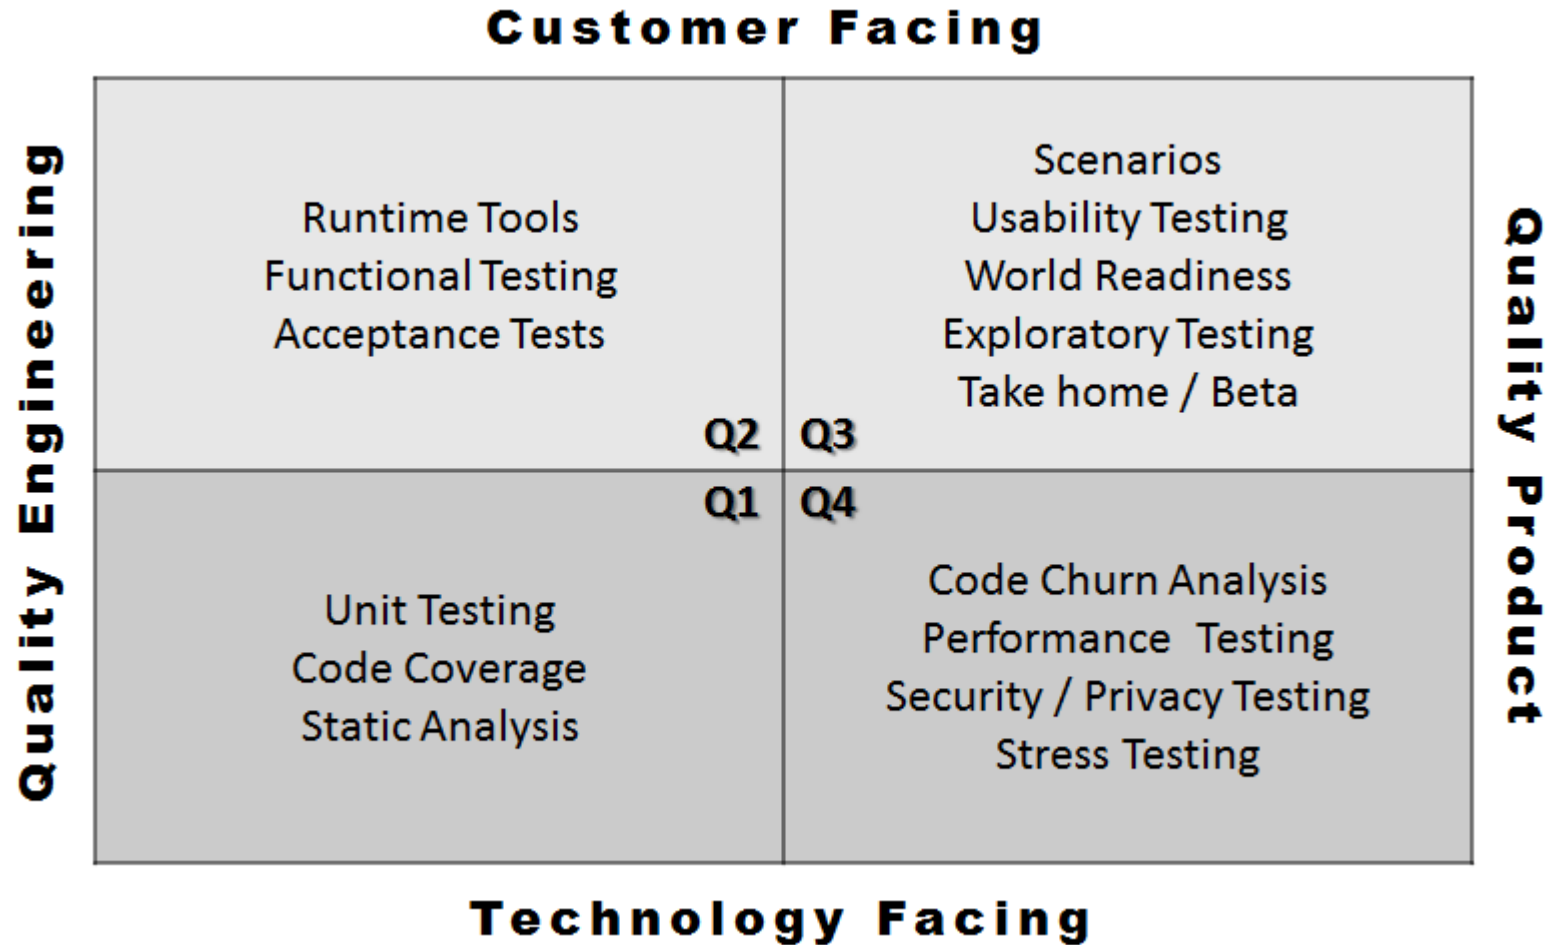 Customer Facing
Quality Engineering
Runtime Tools
Functional Testing
Acceptance Tests
Q2
Scenarios
Usability Testing
World Readiness
Exploratory Testing
Take home / Beta
Q3
Quality Product
Q1
Unit Testing
Code Coverage
Static Analysis
Q4
Code Churn Analysis
Performance Testing
Security / Privacy Testing
Stress Testing
Technology Facing